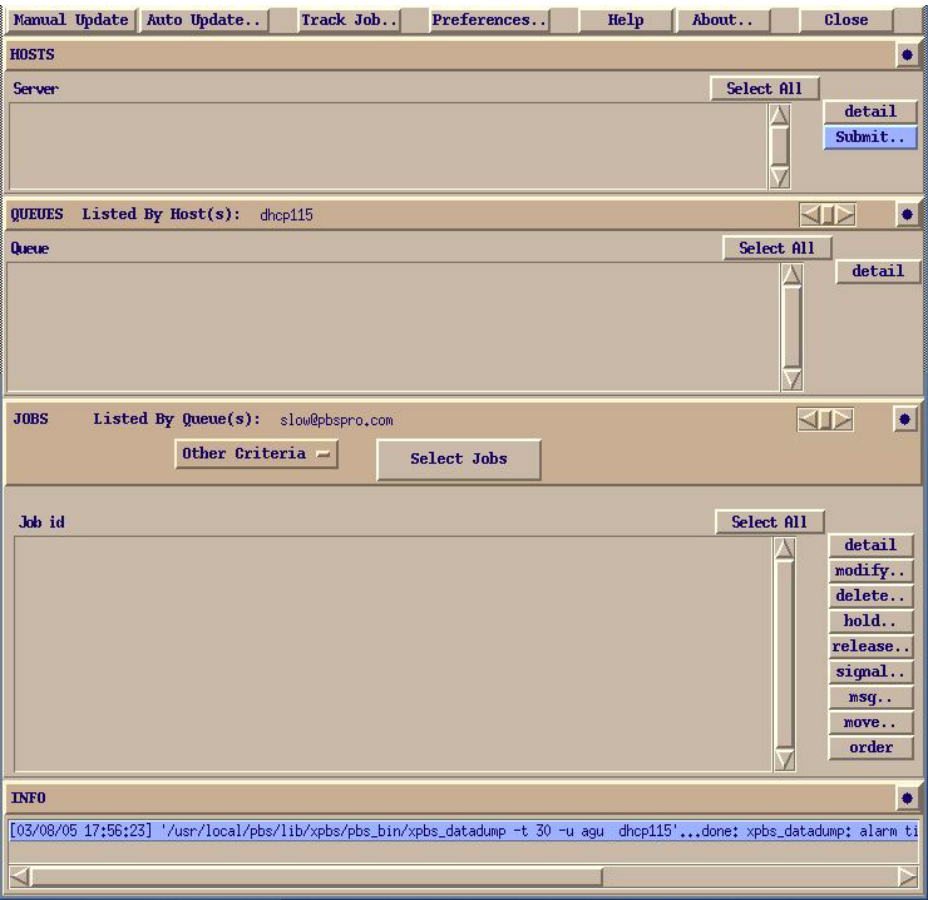 Manual Update Auto Update.. Track Job.. Preferences.. Help About.. Close
HOSTS
Server Select All
detail
Submit..
QUEUES Listed By Host(s): dhcp115
Queue Select All
detail
JOBS Listed By Queue(s): slow@pbspro.com
Other Criteria Select Jobs
Job id Select All
detail
modify..
delete..
hold..
release..
signal..
msg..
move..
order
INFO
[03/08/05 17:56:23] '/usr/local/pbs/lib/xpbs/pbs_bin/xpbs_datadump -t 30 -u agu dhcp115'...done: xpbs_datadump: alarm ti